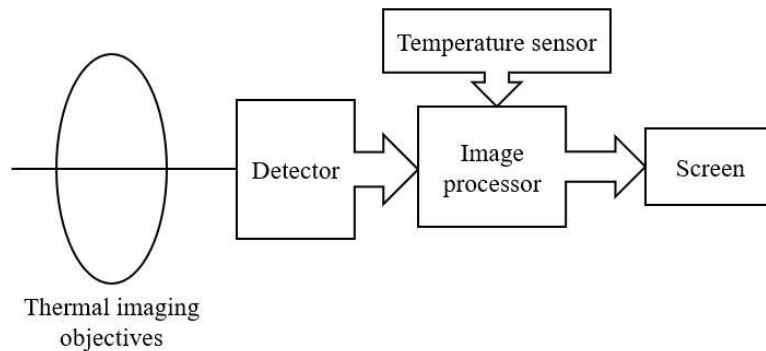 Temperature sensor
Detector
Image
processor
Screen
Thermal imaging
objectives